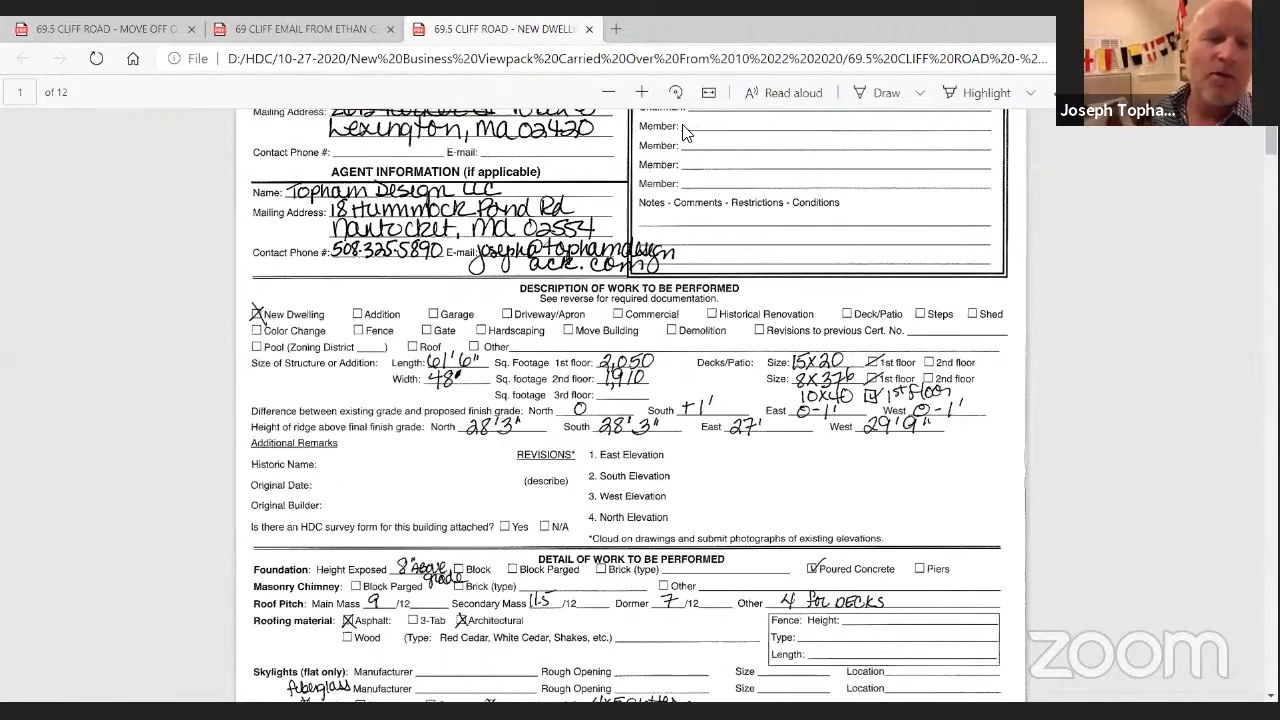 69.5 CLIFF ROAD - MOVE OFF O
69 CLIFF EMAIL FROM ETHAN G
69.5 CLIFF ROAD - NEW DWELL
File D:/HDC/10-27-2020/New%20Business%20Viewpack%20Carried%20Over%20From%2010%2022%202020/69.5%20CLIFF%20ROAD%20-%...
1 of 12 Read aloud Draw Highlight
Joseph Topha...
Mailing Address:
Lexington, MA 02420
Contact Phone #: E-mail:
AGENT INFORMATION (if applicable)
Name: Topham Design LLC
Mailing Address: 18 Hummock Pond Rd
Nantucket, MA 02554
Contact Phone #: 508.325.5890 E-mail: joseph@tophamdesign
ack.com
Member:
Member:
Member:
Member:
Notes - Comments - Restrictions - Conditions
DESCRIPTION OF WORK TO BE PERFORMED
See reverse for required documentation.
New Dwelling Addition Garage Driveway/Apron Commercial Historical Renovation Deck/Patio Steps Shed
Color Change Fence Gate Hardscaping Move Building Demolition Revisions to previous Cert. No.
Pool (Zoning District ) Roof Other
Size of Structure or Addition: Length: 61'6" Sq. Footage 1st floor: 2,050 Decks/Patio: Size: 15x20 1st floor 2nd floor
Width: 48' Sq. footage 2nd floor: 1,910 Size: 8x37'6 1st floor 2nd floor
Sq. footage 3rd floor: 10x40 1st floor
Difference between existing grade and proposed finish grade: North 0 South +1' East 0-1' West 0-1'
Height of ridge above final finish grade: North 28'3" South 28'3" East 27' West 29'9"
Additional Remarks
Historic Name:
Original Date:
Original Builder:
Is there an HDC survey form for this building attached? Yes N/A
REVISIONS* 1. East Elevation
(describe) 2. South Elevation
3. West Elevation
4. North Elevation
*Cloud on drawings and submit photographs of existing elevations.
DETAIL OF WORK TO BE PERFORMED
Foundation: Height Exposed 8" Above grade Block Block Parged Brick (type) Poured Concrete Piers
Masonry Chimney: Block Parged Brick (type) Other
Roof Pitch: Main Mass 9 /12 Secondary Mass 11.5 /12 Dormer 7 /12 Other 4 for DECKS
Roofing material: Asphalt: 3-Tab Architectural
Wood (Type: Red Cedar, White Cedar, Shakes, etc.)
Fence: Height:
Type:
Length:
Skylights (flat only): Manufacturer Rough Opening Size Location
fiberglass Manufacturer Rough Opening Size Location
zoom